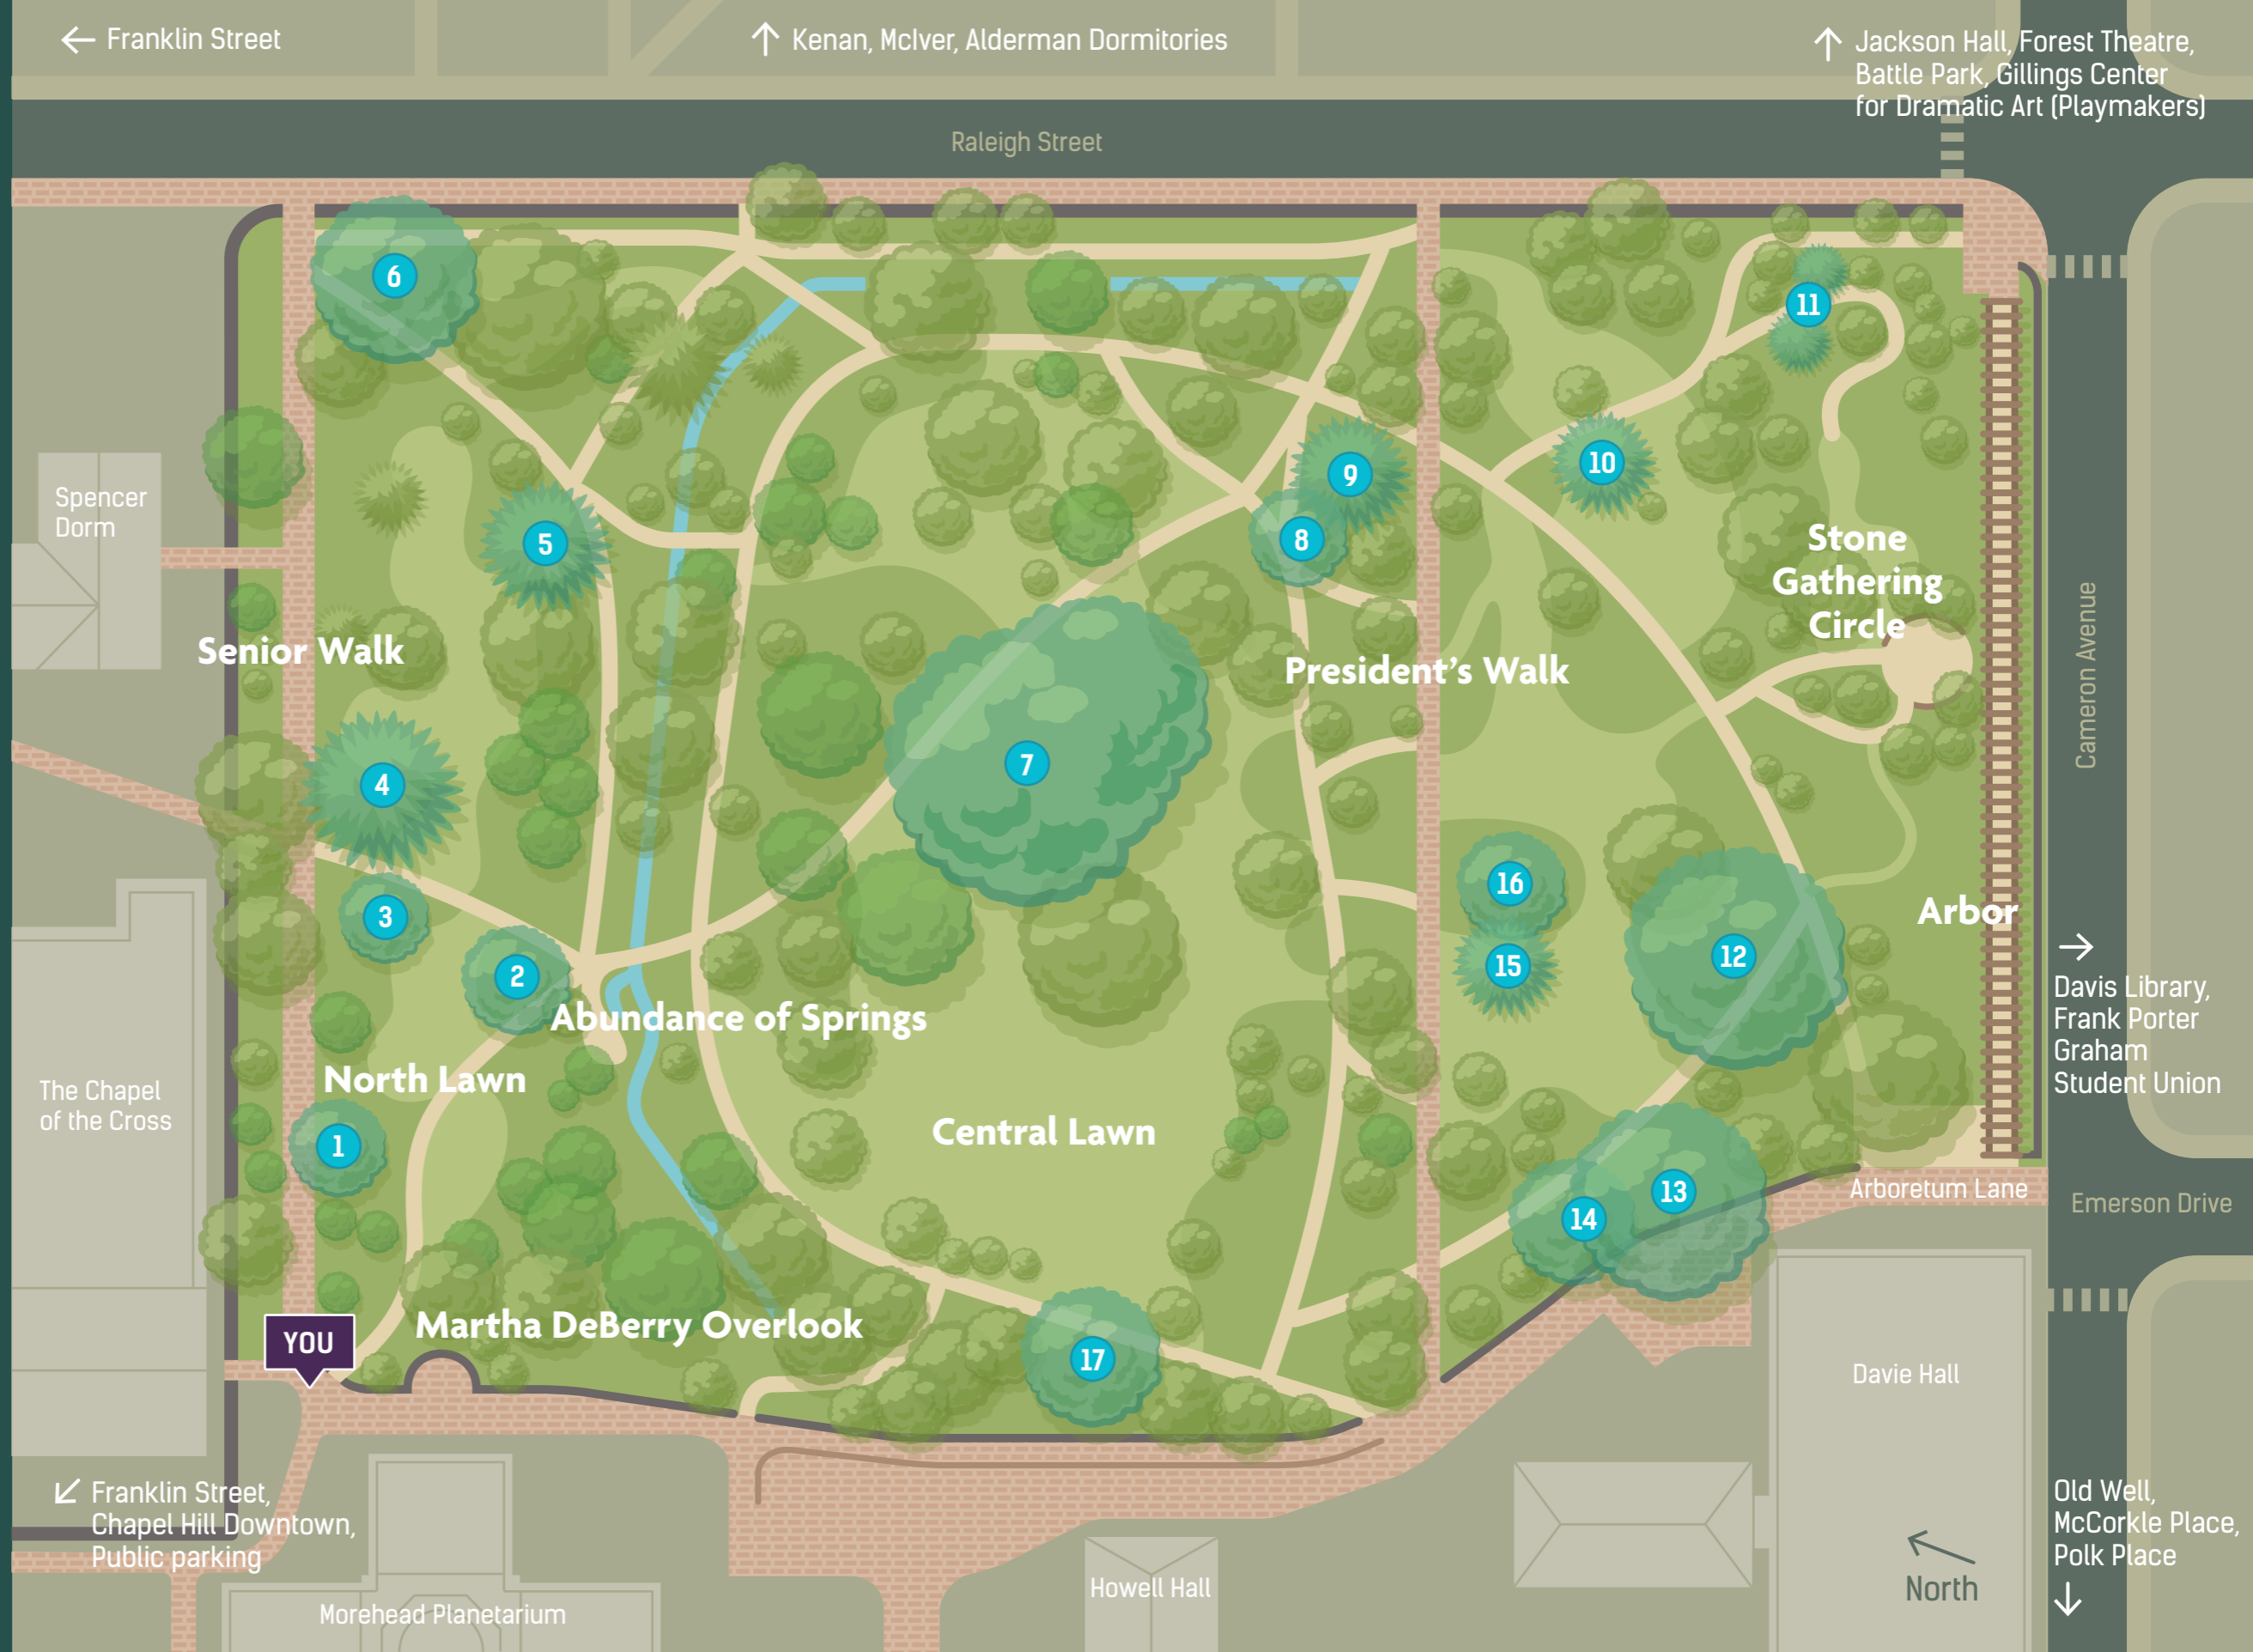 ← Franklin Street
↑ Kenan, McIver, Alderman Dormitories
↑ Jackson Hall, Forest Theatre,
Battle Park, Gillings Center
for Dramatic Art (Playmakers)
Raleigh Street
6
11
10
9
8
5
Spencer
Dorm
Stone
Gathering
Circle
Senior Walk
President's Walk
Cameron Avenue
7
4
16
3
Arbor
12
15
2
→
Davis Library,
Frank Porter
Graham
Student Union
Abundance of Springs
North Lawn
The Chapel
of the Cross
Central Lawn
1
13
14
Arboretum Lane
Emerson Drive
Martha DeBerry Overlook
YOU
17
Davie Hall
↙ Franklin Street,
Chapel Hill Downtown,
Public parking
Old Well,
McCorkle Place,
Polk Place
↓
North
Howell Hall
Morehead Planetarium